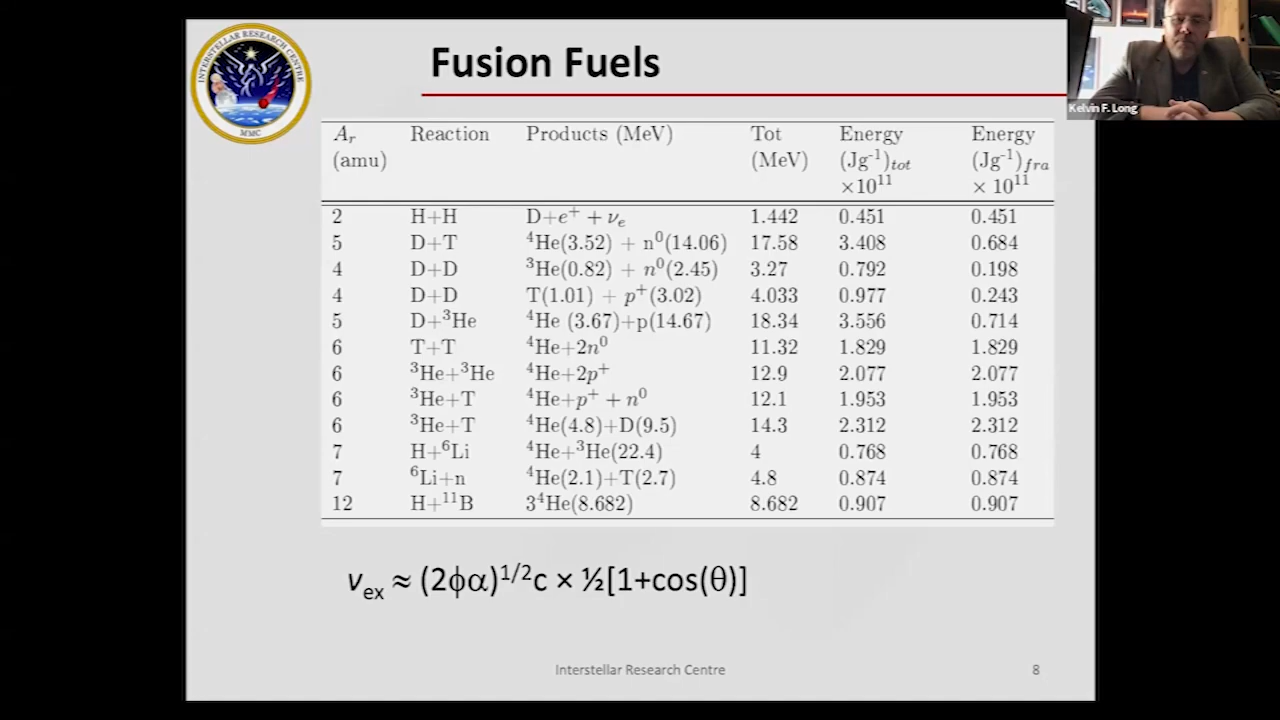 INTERSTELLAR RESEARCH CENTRE
MMC
Fusion Fuels
Kelvin F. Long
A_r (amu) Reaction Products (MeV) Tot (MeV) Energy (Jg⁻¹)_tot ×10¹¹ Energy (Jg⁻¹)_fra × 10¹¹
2 H+H D+e⁺ + ν_e 1.442 0.451 0.451
5 D+T ⁴He(3.52) + n⁰(14.06) 17.58 3.408 0.684
4 D+D ³He(0.82) + n⁰(2.45) 3.27 0.792 0.198
4 D+D T(1.01) + p⁺(3.02) 4.033 0.977 0.243
5 D+³He ⁴He (3.67)+p(14.67) 18.34 3.556 0.714
6 T+T ⁴He+2n⁰ 11.32 1.829 1.829
6 ³He+³He ⁴He+2p⁺ 12.9 2.077 2.077
6 ³He+T ⁴He+p⁺ + n⁰ 12.1 1.953 1.953
6 ³He+T ⁴He(4.8)+D(9.5) 14.3 2.312 2.312
7 H+⁶Li ⁴He+³He(22.4) 4 0.768 0.768
7 ⁶Li+n ⁴He(2.1)+T(2.7) 4.8 0.874 0.874
12 H+¹¹B 3⁴He(8.682) 8.682 0.907 0.907
v_ex ≈ (2ϕα)^1/2c × ½[1+cos(θ)]
Interstellar Research Centre 8